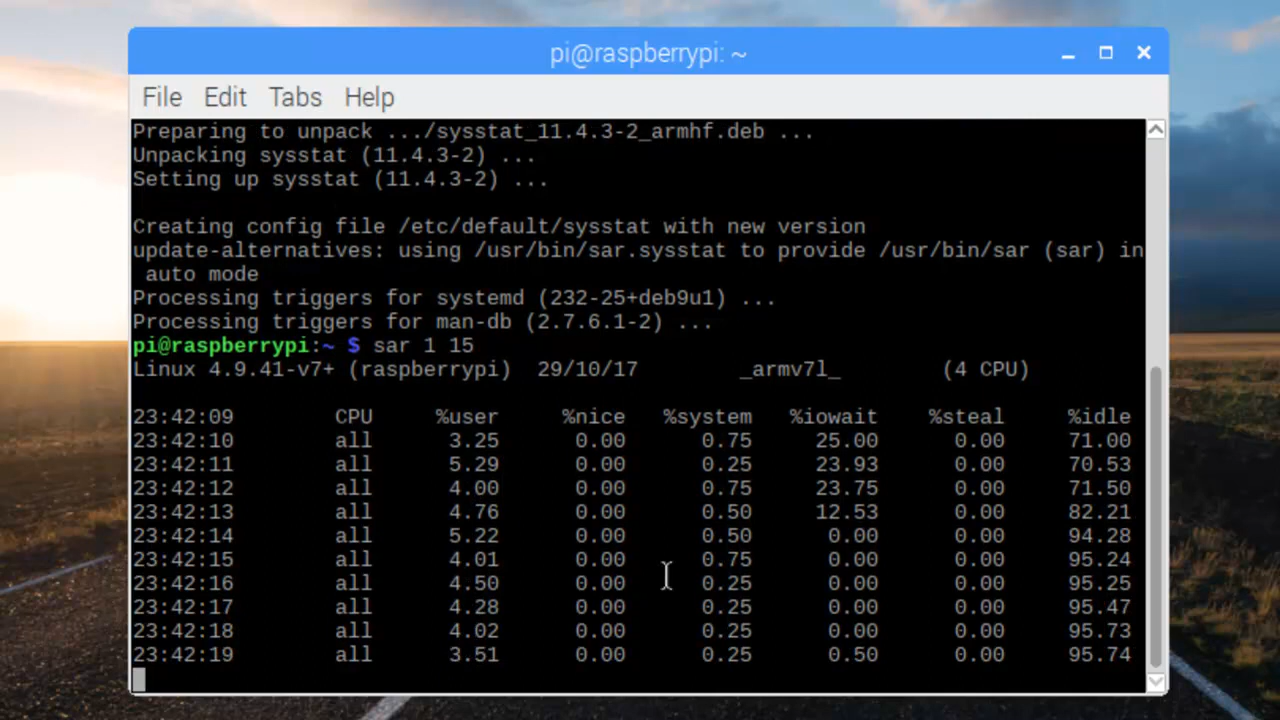 pi@raspberrypi: ~
File Edit Tabs Help
Preparing to unpack .../sysstat_11.4.3-2_armhf.deb ...
Unpacking sysstat (11.4.3-2) ...
Setting up sysstat (11.4.3-2) ...
Creating config file /etc/default/sysstat with new version
update-alternatives: using /usr/bin/sar.sysstat to provide /usr/bin/sar (sar) in
auto mode
Processing triggers for systemd (232-25+deb9u1) ...
Processing triggers for man-db (2.7.6.1-2) ...
pi@raspberrypi:~ $ sar 1 15
Linux 4.9.41-v7+ (raspberrypi) 29/10/17 _armv7l_ (4 CPU)
23:42:09 CPU %user %nice %system %iowait %steal %idle
23:42:10 all 3.25 0.00 0.75 25.00 0.00 71.00
23:42:11 all 5.29 0.00 0.25 23.93 0.00 70.53
23:42:12 all 4.00 0.00 0.75 23.75 0.00 71.50
23:42:13 all 4.76 0.00 0.50 12.53 0.00 82.21
23:42:14 all 5.22 0.00 0.50 0.00 0.00 94.28
23:42:15 all 4.01 0.00 0.75 0.00 0.00 95.24
23:42:16 all 4.50 0.00 0.25 0.00 0.00 95.25
23:42:17 all 4.28 0.00 0.25 0.00 0.00 95.47
23:42:18 all 4.02 0.00 0.25 0.00 0.00 95.73
23:42:19 all 3.51 0.00 0.25 0.50 0.00 95.74